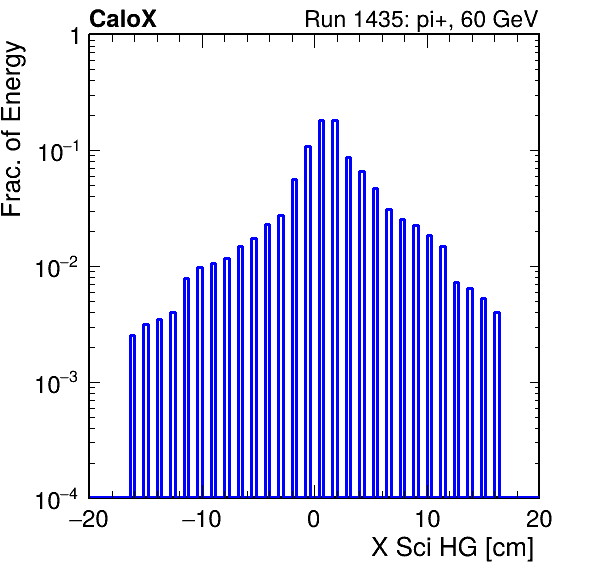 CaloX Run 1435: pi+, 60 GeV
Frac. of Energy
1
10⁻¹
10⁻²
10⁻³
10⁻⁴
−20 −10 0 10 20
X Sci HG [cm]